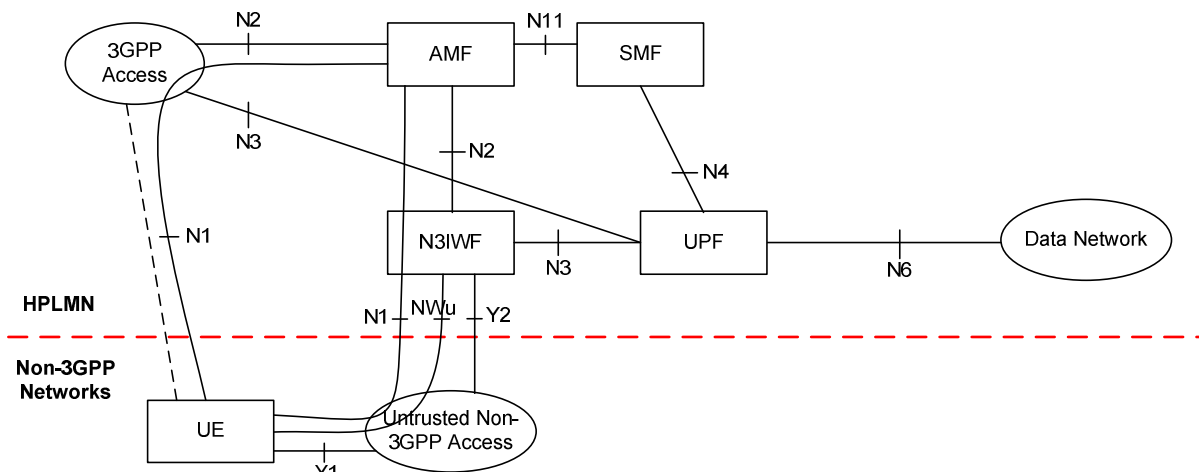 N2
N11
3GPP
Access
AMF
SMF
N3
N2
N4
N1
N3IWF
UPF
Data Network
N3
N6
HPLMN
N1
NWu
Y2
Non-3GPP
Networks
UE
Untrusted Non-
3GPP Access
Y1